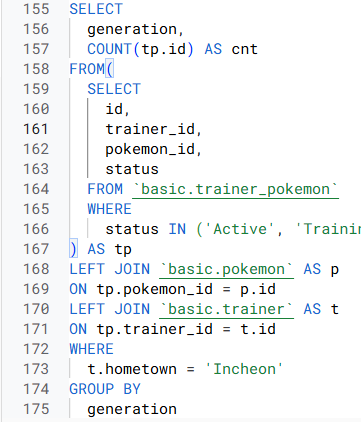 155 SELECT
156 generation,
157 COUNT(tp.id) AS cnt
158 FROM(
159 SELECT
160 id,
161 trainer_id,
162 pokemon_id,
163 status
164 FROM `basic.trainer_pokemon`
165 WHERE
166 status IN ('Active', 'Trainin
167 ) AS tp
168 LEFT JOIN `basic.pokemon` AS p
169 ON tp.pokemon_id = p.id
170 LEFT JOIN `basic.trainer` AS t
171 ON tp.trainer_id = t.id
172 WHERE
173 t.hometown = 'Incheon'
174 GROUP BY
175 generation